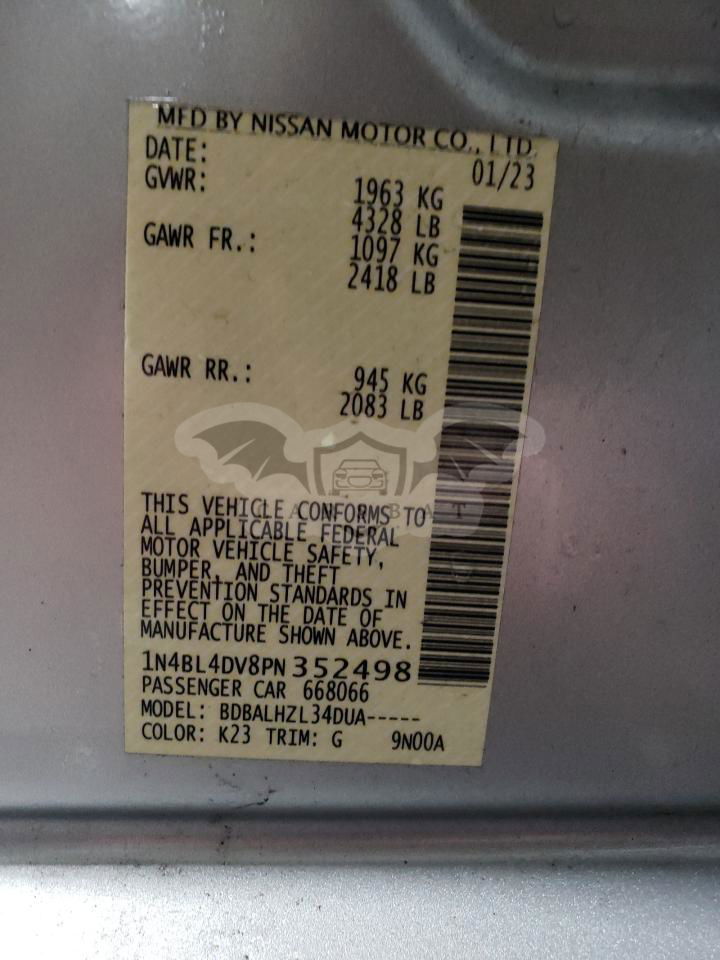 MFD BY NISSAN MOTOR CO., LTD.
DATE: 01/23
GVWR: 1963 KG
4328 LB
GAWR FR.: 1097 KG
2418 LB
GAWR RR.: 945 KG
2083 LB
CARBAT
THIS VEHICLE CONFORMS TO
ALL APPLICABLE FEDERAL
MOTOR VEHICLE SAFETY,
BUMPER, AND THEFT
PREVENTION STANDARDS IN
EFFECT ON THE DATE OF
MANUFACTURE SHOWN ABOVE.
1N4BL4DV8PN352498
PASSENGER CAR 668066
MODEL: BDBALHZL34DUA-----
COLOR: K23 TRIM: G 9N00A